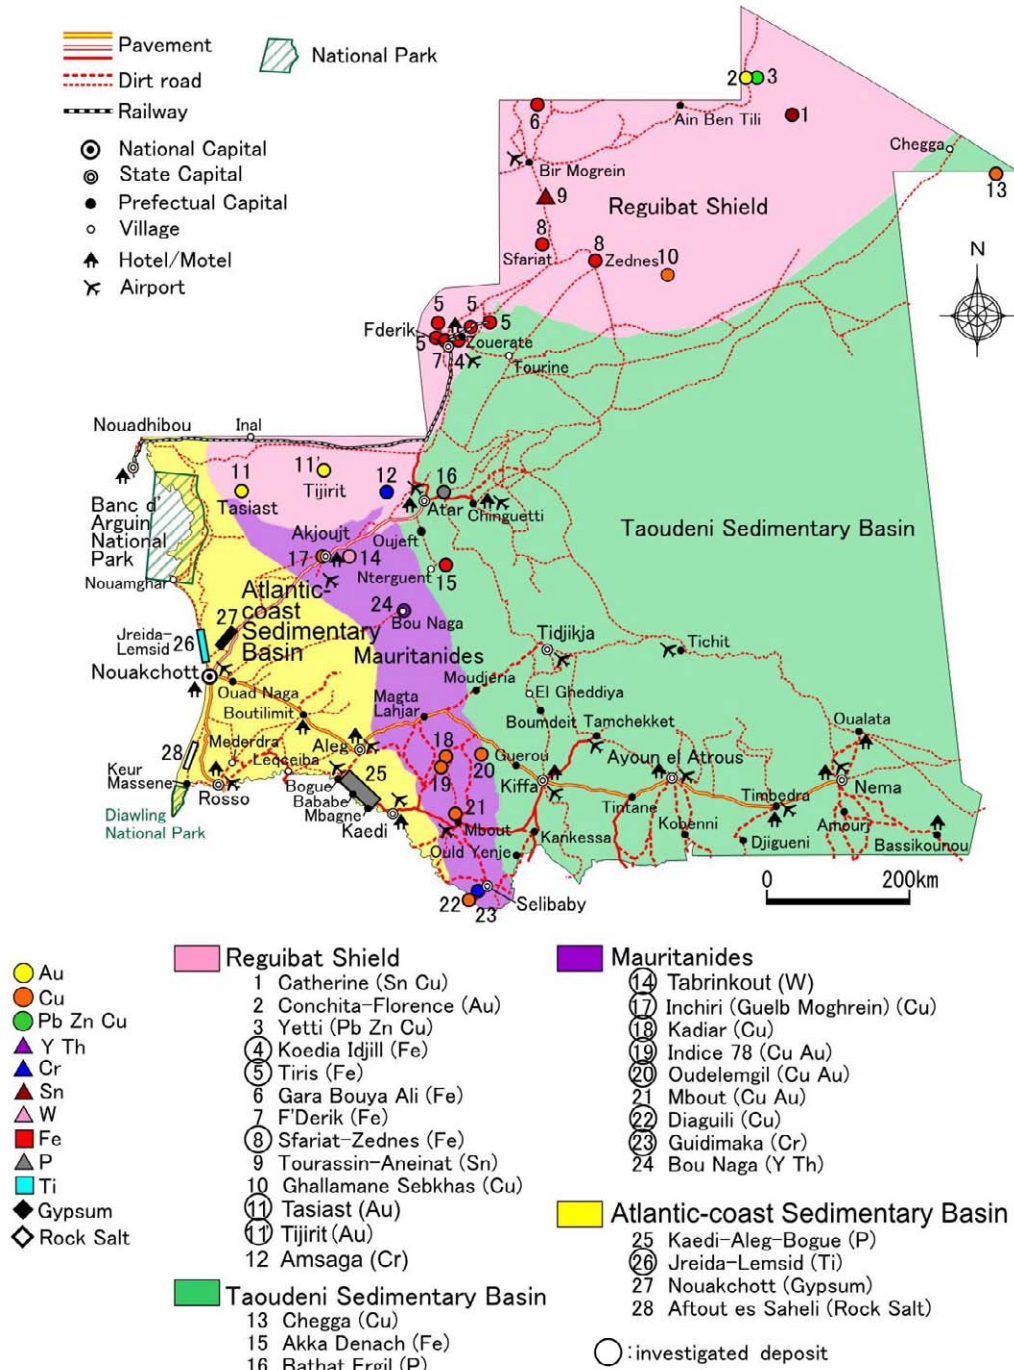 Pavement
Dirt road
Railway
National Park
National Capital
State Capital
Prefectual Capital
Village
Hotel/Motel
Airport
2 3
1
6
Ain Ben Tili
Chegga
13
Bir Mogrein
9
Reguibat Shield
N
8
Sfariat
8
Zednes
10
5
5
5
Fderik
5
Zouerate
7
4
Tourine
Nouadhibou
Inal
11
Tasiast
11'
Tijirit
12
16
Atar
Chinguetti
Banc d'
Arguin
National
Park
Akjoujt
Oujeft
Taoudeni Sedimentary Basin
17
14
Nterguent
15
Nouamghar
Atlantic-
coast
Sedimentary
Basin
24
Bou Naga
27
Jreida-
Lemsid
26
Mauritanides
Tidjikja
Tichit
Nouakchott
Ouad Naga
Moudjeria
El Gheddiya
Boutilimit
Magta
Lahjar
Boumdeit
Tamchekket
Oualata
28
Mederdra
Leqceiba
Aleg
18
19
20
Guerou
Ayoun el Atrous
Keur
Massene
Rosso
Bogue
25
Bababe
Mbagne
Kaedi
Kiffa
Tintane
Timbedra
Nema
Diawling
National Park
21
Mbout
Kankessa
Kobenni
Amourj
Djigueni
Bassikounou
Ould Yenje
22
23
Selibaby
0 200km
Au
Cu
Pb Zn Cu
Y Th
Cr
Sn
W
Fe
P
Ti
Gypsum
Rock Salt
Reguibat Shield
1 Catherine (Sn Cu)
2 Conchita-Florence (Au)
3 Yetti (Pb Zn Cu)
4 Koedia Idjill (Fe)
5 Tiris (Fe)
6 Gara Bouya Ali (Fe)
7 F'Derik (Fe)
8 Sfariat-Zednes (Fe)
9 Tourassin-Aneinat (Sn)
10 Ghallamane Sebkhas (Cu)
11 Tasiast (Au)
11' Tijirit (Au)
12 Amsaga (Cr)
Taoudeni Sedimentary Basin
13 Chegga (Cu)
15 Akka Denach (Fe)
16 Bathat Ergil (P)
Mauritanides
14 Tabrinkout (W)
17 Inchiri (Guelb Moghrein) (Cu)
18 Kadiar (Cu)
19 Indice 78 (Cu Au)
20 Oudelemgil (Cu Au)
21 Mbout (Cu Au)
22 Diaguili (Cu)
23 Guidimaka (Cr)
24 Bou Naga (Y Th)
Atlantic-coast Sedimentary Basin
25 Kaedi-Aleg-Bogue (P)
26 Jreida-Lemsid (Ti)
27 Nouakchott (Gypsum)
28 Aftout es Saheli (Rock Salt)
:investigated deposit